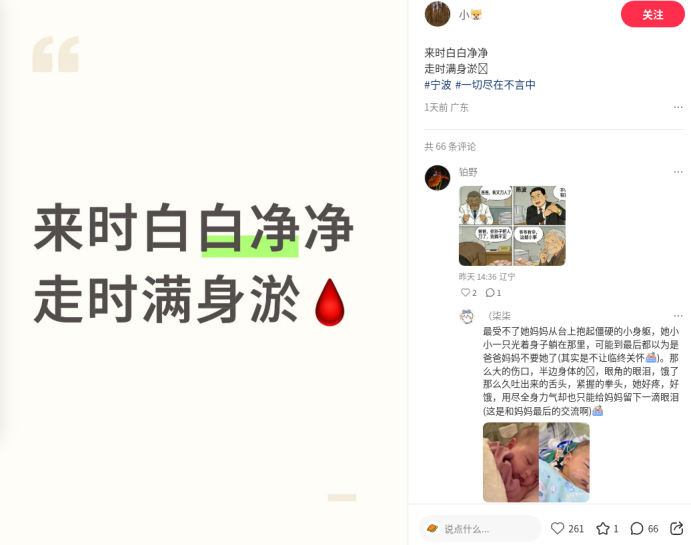 来时白白净净
走时满身淤🩸
小🐯
关注
来时白白净净
走时满身淤
#宁波 #一切尽在不言中
1天前 广东
共 66 条评论
铂野
昨天 14:36 辽宁
2
1
（柒柒
最受不了她妈妈从台上抱起僵硬的小身躯，她小
小一只光着身子躺在那里，可能到最后都以为是
爸爸妈妈不要她了(其实是不让临终关怀)。那
么大的伤口，半边身体的，眼角的眼泪，饿了
那么久吐出来的舌头，紧握的拳头，她好疼，好
饿，用尽全身力气却也只能给妈妈留下一滴眼泪
(这是和妈妈最后的交流啊)
说点什么...
261
1
66